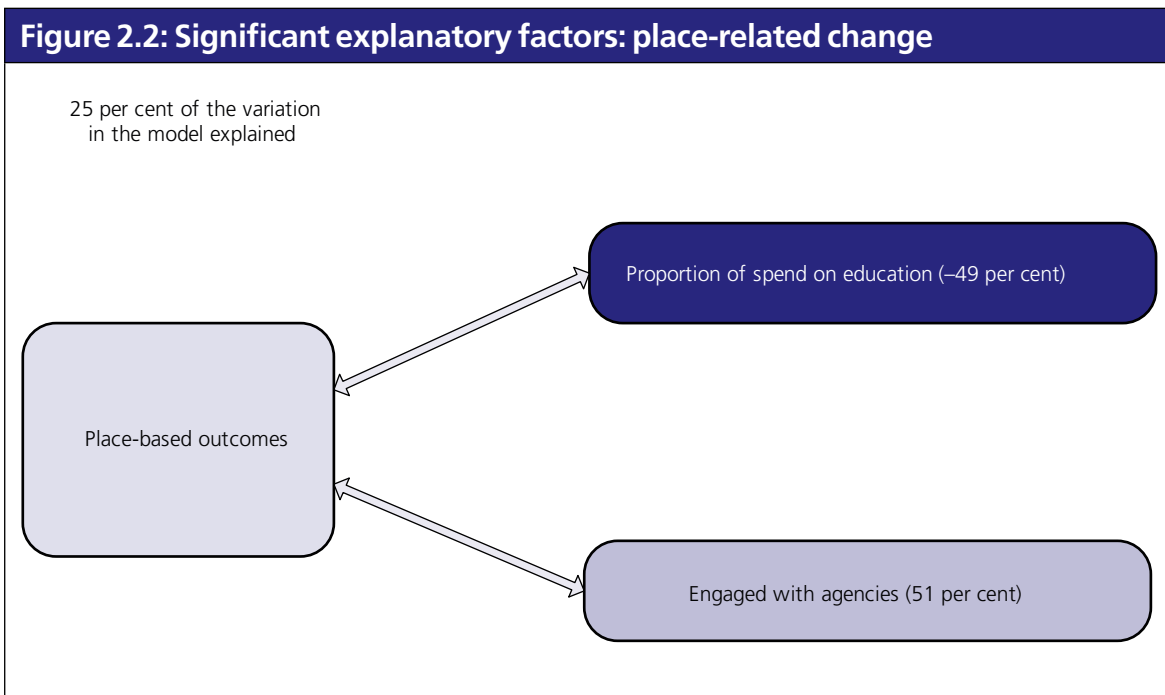 Figure 2.2: Significant explanatory factors: place-related change
25 per cent of the variation
in the model explained
Proportion of spend on education (–49 per cent)
Place-based outcomes
Engaged with agencies (51 per cent)